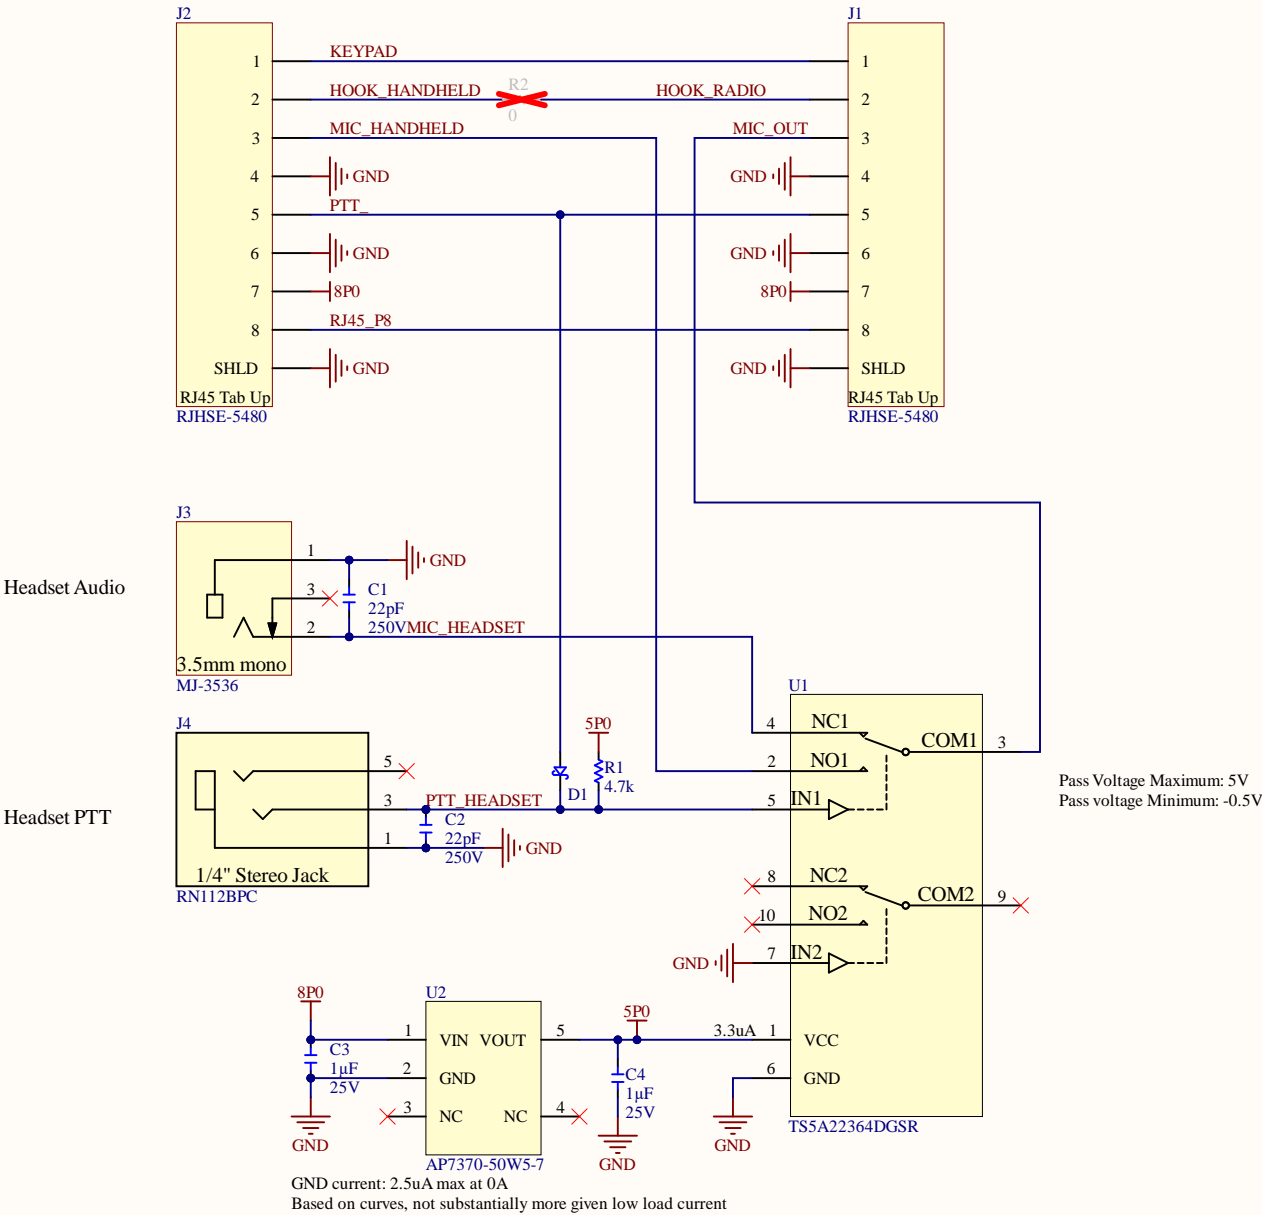 J2
J1
1
KEYPAD
1
2
HOOK_HANDHELD
R2
0
HOOK_RADIO
2
3
MIC_HANDHELD
MIC_OUT
3
4
GND
GND
4
5
PTT_
5
6
GND
GND
6
7
8P0
8P0
7
8
RJ45_P8
8
SHLD
GND
GND
SHLD
RJ45 Tab Up
RJ45 Tab Up
RJHSE-5480
RJHSE-5480
J3
1
GND
Headset Audio
3
C1
22pF
250V
2
MIC_HEADSET
3.5mm mono
MJ-3536
J4
5
3
PTT_HEADSET
Headset PTT
C2
22pF
250V
1
GND
1/4" Stereo Jack
RN112BPC
5P0
R1
4.7k
D1
U1
4
NC1
COM1
3
2
NO1
5
IN1
Pass Voltage Maximum: 5V
Pass voltage Minimum: -0.5V
8
NC2
COM2
9
10
NO2
GND
7
IN2
3.3uA
1
VCC
6
GND
GND
TS5A22364DGSR
8P0
C3
1µF
25V
GND
U2
1
VIN
VOUT
5
2
GND
3
NC
NC
4
AP7370-50W5-7
5P0
C4
1µF
25V
GND
GND current: 2.5uA max at 0A
Based on curves, not substantially more given low load current